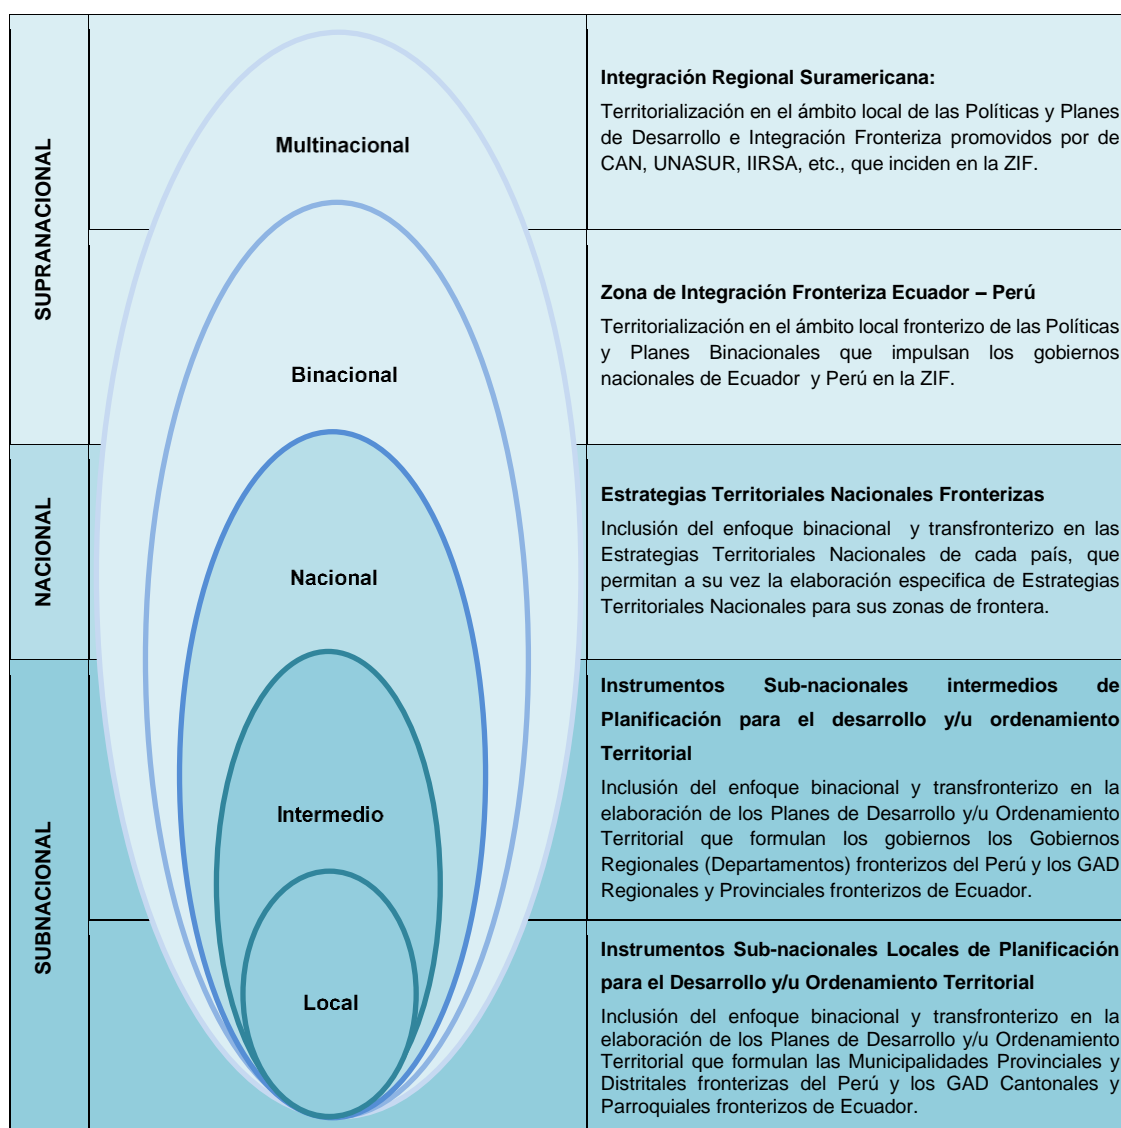 SUPRANACIONAL
Multinacional
Integración Regional Suramericana:
Territorialización en el ámbito local de las Políticas y Planes
de Desarrollo e Integración Fronteriza promovidos por de
CAN, UNASUR, IIRSA, etc., que inciden en la ZIF.
Binacional
Zona de Integración Fronteriza Ecuador – Perú
Territorialización en el ámbito local fronterizo de las Políticas
y Planes Binacionales que impulsan los gobiernos
nacionales de Ecuador y Perú en la ZIF.
NACIONAL
Nacional
Estrategias Territoriales Nacionales Fronterizas
Inclusión del enfoque binacional y transfronterizo en las
Estrategias Territoriales Nacionales de cada país, que
permitan a su vez la elaboración especifica de Estrategias
Territoriales Nacionales para sus zonas de frontera.
SUBNACIONAL
Intermedio
Instrumentos Sub-nacionales intermedios de
Planificación para el desarrollo y/u ordenamiento
Territorial
Inclusión del enfoque binacional y transfronterizo en la
elaboración de los Planes de Desarrollo y/u Ordenamiento
Territorial que formulan los gobiernos los Gobiernos
Regionales (Departamentos) fronterizos del Perú y los GAD
Regionales y Provinciales fronterizos de Ecuador.
Local
Instrumentos Sub-nacionales Locales de Planificación
para el Desarrollo y/u Ordenamiento Territorial
Inclusión del enfoque binacional y transfronterizo en la
elaboración de los Planes de Desarrollo y/u Ordenamiento
Territorial que formulan las Municipalidades Provinciales y
Distritales fronterizas del Perú y los GAD Cantonales y
Parroquiales fronterizos de Ecuador.